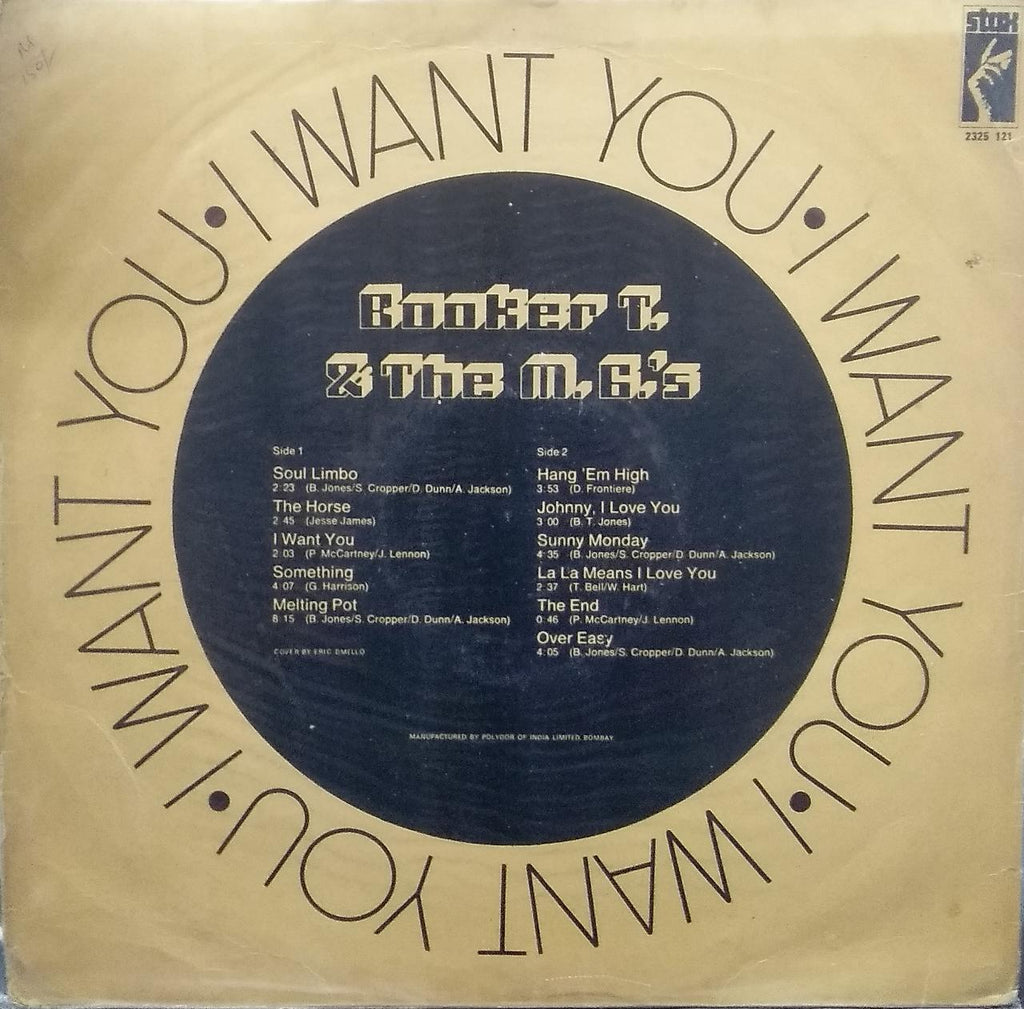 stax
2325 121
I WANT YOU • I WANT YOU • I WANT YOU • I WANT YOU •
Booker T.
& The M.G.'s
Side 1
Soul Limbo
2 23 (B. Jones/S. Cropper/D. Dunn/A. Jackson)
The Horse
2 45 (Jesse James)
I Want You
2 03 (P. McCartney/J. Lennon)
Something
4 07 (G. Harrison)
Melting Pot
8 15 (B. Jones/S. Cropper/D. Dunn/A. Jackson)
COVER BY ERIC DMELLO
Side 2
Hang 'Em High
3:53 (D. Frontiere)
Johnny, I Love You
3 00 (B. T. Jones)
Sunny Monday
4 35 (B. Jones/S. Cropper/D. Dunn/A. Jackson)
La La Means I Love You
2 37 (T. Bell/W. Hart)
The End
0:46 (P. McCartney/J. Lennon)
Over Easy
4:05 (B. Jones/S. Cropper/D. Dunn/A. Jackson)
MANUFACTURED BY POLYDOR OF INDIA LIMITED, BOMBAY